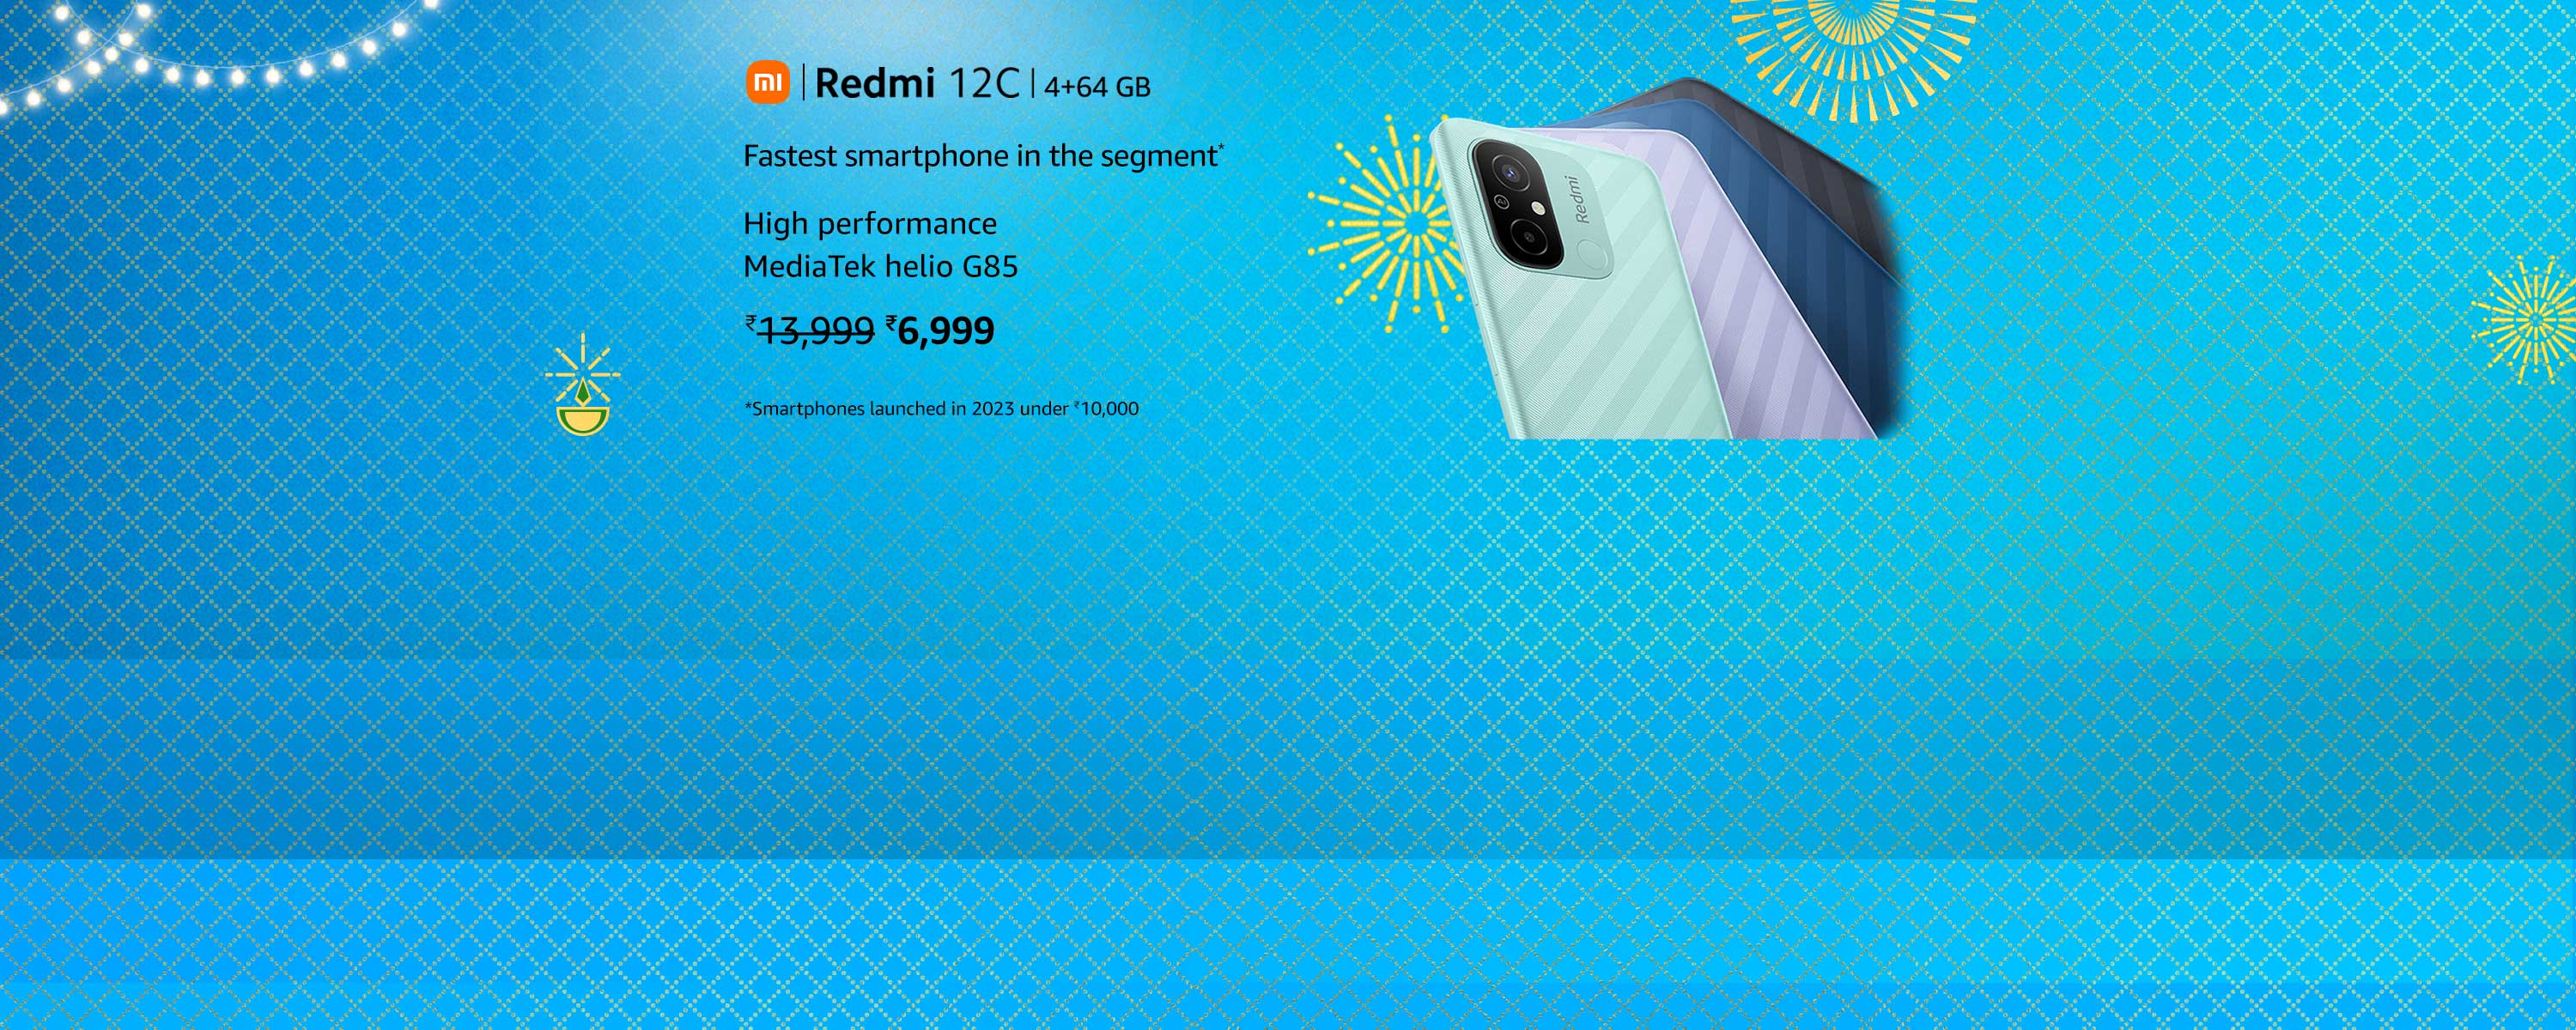 mi | Redmi 12C | 4+64 GB
Fastest smartphone in the segment*
High performance
MediaTek helio G85
₹13,999 ₹6,999
*Smartphones launched in 2023 under ₹10,000
Redmi